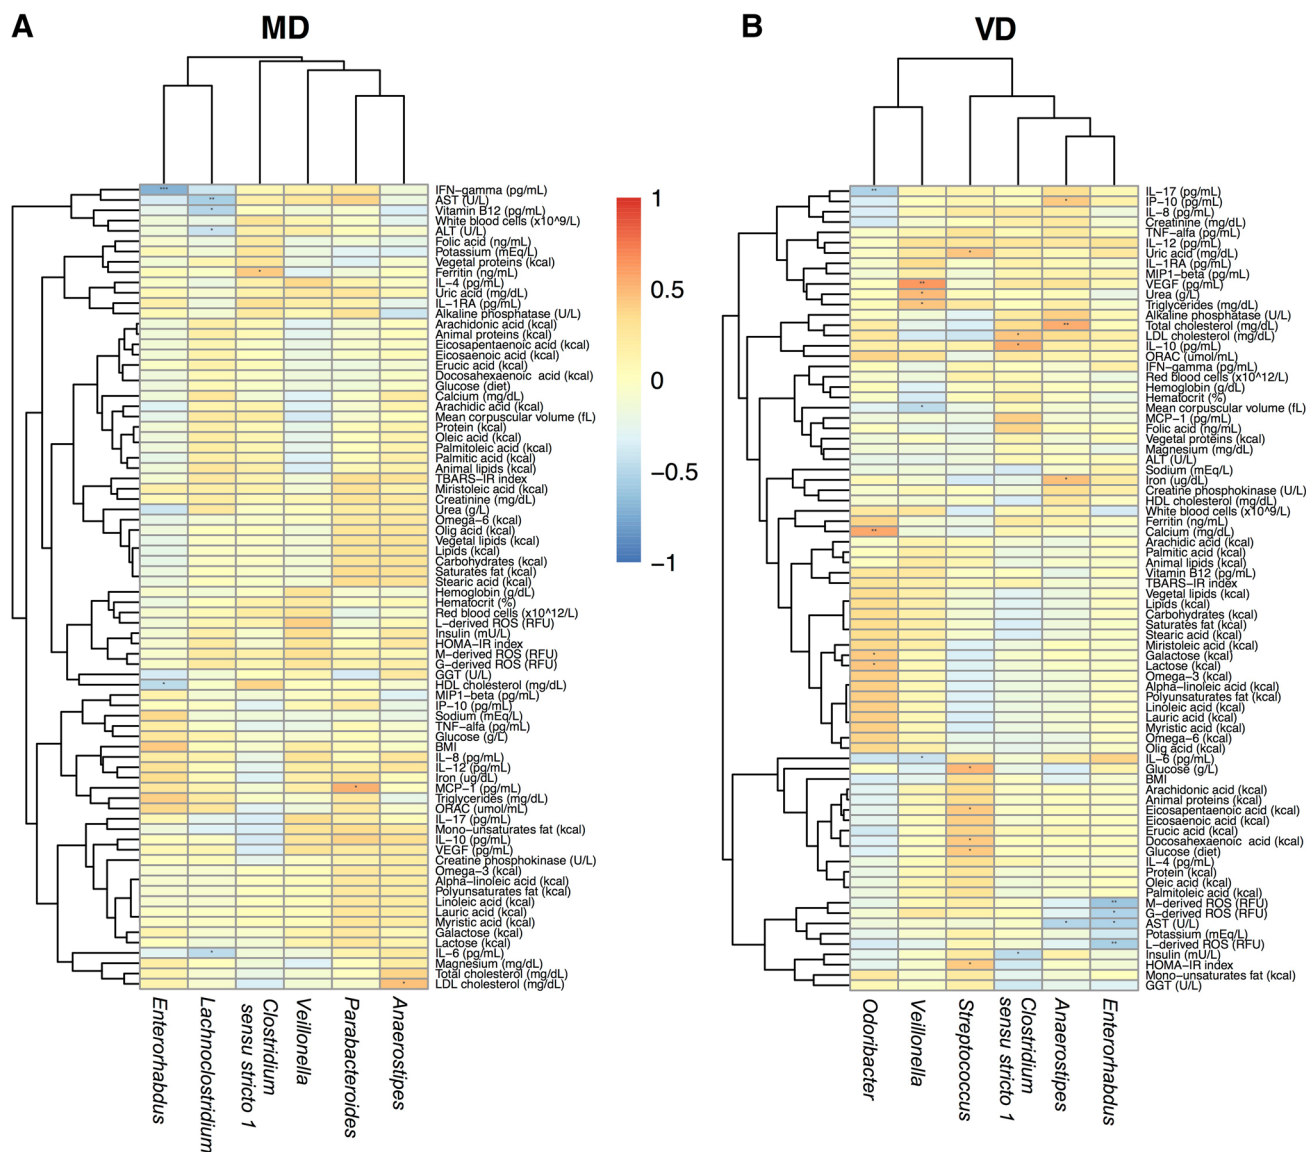 A
MD
IFN-gamma (pg/mL)
AST (U/L)
Vitamin B12 (pg/mL)
White blood cells (x10^9/L)
ALT (U/L)
Folic acid (ng/mL)
Potassium (mEq/L)
Vegetal proteins (kcal)
Ferritin (ng/mL)
IL-4 (pg/mL)
Uric acid (mg/dL)
IL-1RA (pg/mL)
Alkaline phosphatase (U/L)
Arachidonic acid (kcal)
Animal proteins (kcal)
Eicosapentaenoic acid (kcal)
Eicosaenoic acid (kcal)
Erucic acid (kcal)
Docosahexaenoic  acid (kcal)
Glucose (diet)
Calcium (mg/dL)
Arachidic acid (kcal)
Mean corpuscular volume (fL)
Protein (kcal)
Oleic acid (kcal)
Palmitoleic acid (kcal)
Palmitic acid (kcal)
Animal lipids (kcal)
TBARS-IR index
Miristoleic acid (kcal)
Creatinine (mg/dL)
Urea (g/L)
Omega-6 (kcal)
Olig acid (kcal)
Vegetal lipids (kcal)
Lipids (kcal)
Carbohydrates (kcal)
Saturates fat (kcal)
Stearic acid (kcal)
Hemoglobin (g/dL)
Hematocrit (%)
Red blood cells (x10^12/L)
L-derived ROS (RFU)
Insulin (mU/L)
HOMA-IR index
M-derived ROS (RFU)
G-derived ROS (RFU)
GGT (U/L)
HDL cholesterol (mg/dL)
MIP1-beta (pg/mL)
IP-10 (pg/mL)
Sodium (mEq/L)
TNF-alfa (pg/mL)
Glucose (g/L)
BMI
IL-8 (pg/mL)
IL-12 (pg/mL)
Iron (ug/dL)
MCP-1 (pg/mL)
Triglycerides (mg/dL)
ORAC (umol/mL)
IL-17 (pg/mL)
Mono-unsaturates fat (kcal)
IL-10 (pg/mL)
VEGF (pg/mL)
Creatine phosphokinase (U/L)
Omega-3 (kcal)
Alpha-linoleic acid (kcal)
Polyunsaturates fat (kcal)
Linoleic acid (kcal)
Lauric acid (kcal)
Myristic acid (kcal)
Galactose (kcal)
Lactose (kcal)
IL-6 (pg/mL)
Magnesium (mg/dL)
Total cholesterol (mg/dL)
LDL cholesterol (mg/dL)
Enterorhabdus
Lachnoclostridium
Clostridium
sensu stricto 1
Veillonella
Parabacteroides
Anaerostipes
1
0.5
0
-0.5
-1
B
VD
IL-17 (pg/mL)
IP-10 (pg/mL)
IL-8 (pg/mL)
Creatinine (mg/dL)
TNF-alfa (pg/mL)
IL-12 (pg/mL)
Uric acid (mg/dL)
IL-1RA (pg/mL)
MIP1-beta (pg/mL)
VEGF (pg/mL)
Urea (g/L)
Triglycerides (mg/dL)
Alkaline phosphatase (U/L)
Total cholesterol (mg/dL)
LDL cholesterol (mg/dL)
IL-10 (pg/mL)
ORAC (umol/mL)
IFN-gamma (pg/mL)
Red blood cells (x10^12/L)
Hemoglobin (g/dL)
Hematocrit (%)
Mean corpuscular volume (fL)
MCP-1 (pg/mL)
Folic acid (ng/mL)
Vegetal proteins (kcal)
Magnesium (mg/dL)
ALT (U/L)
Sodium (mEq/L)
Iron (ug/dL)
Creatine phosphokinase (U/L)
HDL cholesterol (mg/dL)
White blood cells (x10^9/L)
Ferritin (ng/mL)
Calcium (mg/dL)
Arachidic acid (kcal)
Palmitic acid (kcal)
Animal lipids (kcal)
Vitamin B12 (pg/mL)
TBARS-IR index
Vegetal lipids (kcal)
Lipids (kcal)
Carbohydrates (kcal)
Saturates fat (kcal)
Stearic acid (kcal)
Miristoleic acid (kcal)
Galactose (kcal)
Lactose (kcal)
Omega-3 (kcal)
Alpha-linoleic acid (kcal)
Polyunsaturates fat (kcal)
Linoleic acid (kcal)
Lauric acid (kcal)
Myristic acid (kcal)
Omega-6 (kcal)
Olig acid (kcal)
IL-6 (pg/mL)
Glucose (g/L)
BMI
Arachidonic acid (kcal)
Animal proteins (kcal)
Eicosapentaenoic acid (kcal)
Eicosaenoic acid (kcal)
Erucic acid (kcal)
Docosahexaenoic  acid (kcal)
Glucose (diet)
IL-4 (pg/mL)
Protein (kcal)
Oleic acid (kcal)
Palmitoleic acid (kcal)
M-derived ROS (RFU)
G-derived ROS (RFU)
AST (U/L)
Potassium (mEq/L)
L-derived ROS (RFU)
Insulin (mU/L)
HOMA-IR index
Mono-unsaturates fat (kcal)
GGT (U/L)
Odoribacter
Veillonella
Streptococcus
Clostridium
sensu stricto 1
Anaerostipes
Enterorhabdus